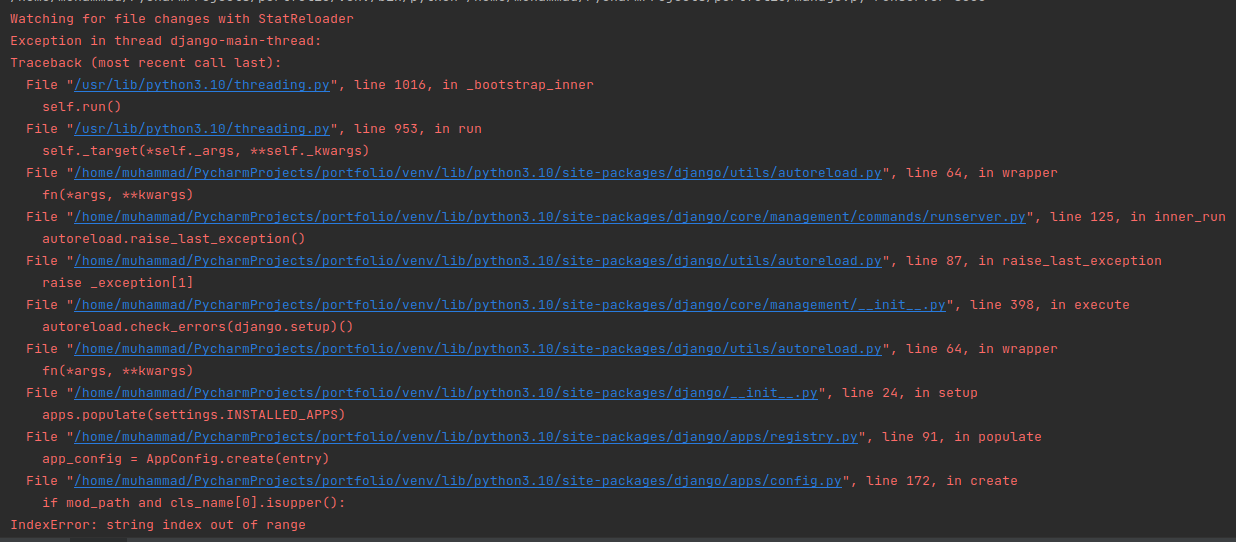 Watching for file changes with StatReloader
Exception in thread django-main-thread:
Traceback (most recent call last):
  File "/usr/lib/python3.10/threading.py", line 1016, in _bootstrap_inner
    self.run()
  File "/usr/lib/python3.10/threading.py", line 953, in run
    self._target(*self._args, **self._kwargs)
  File "/home/muhammad/PycharmProjects/portfolio/venv/lib/python3.10/site-packages/django/utils/autoreload.py", line 64, in wrapper
    fn(*args, **kwargs)
  File "/home/muhammad/PycharmProjects/portfolio/venv/lib/python3.10/site-packages/django/core/management/commands/runserver.py", line 125, in inner_run
    autoreload.raise_last_exception()
  File "/home/muhammad/PycharmProjects/portfolio/venv/lib/python3.10/site-packages/django/utils/autoreload.py", line 87, in raise_last_exception
    raise _exception[1]
  File "/home/muhammad/PycharmProjects/portfolio/venv/lib/python3.10/site-packages/django/core/management/__init__.py", line 398, in execute
    autoreload.check_errors(django.setup)()
  File "/home/muhammad/PycharmProjects/portfolio/venv/lib/python3.10/site-packages/django/utils/autoreload.py", line 64, in wrapper
    fn(*args, **kwargs)
  File "/home/muhammad/PycharmProjects/portfolio/venv/lib/python3.10/site-packages/django/__init__.py", line 24, in setup
    apps.populate(settings.INSTALLED_APPS)
  File "/home/muhammad/PycharmProjects/portfolio/venv/lib/python3.10/site-packages/django/apps/registry.py", line 91, in populate
    app_config = AppConfig.create(entry)
  File "/home/muhammad/PycharmProjects/portfolio/venv/lib/python3.10/site-packages/django/apps/config.py", line 172, in create
    if mod_path and cls_name[0].isupper():
IndexError: string index out of range